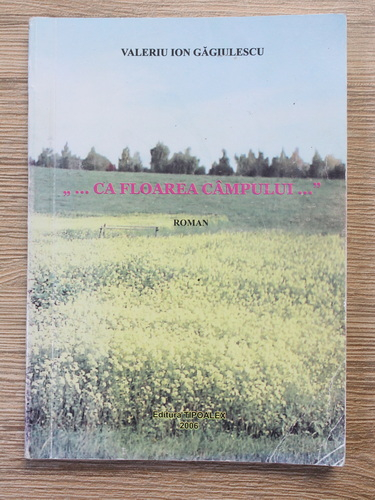 VALERIU ION GĂGIULESCU
„ ... CA FLOAREA CÂMPULUI ...”
ROMAN
Editura TIPOALEX
2006